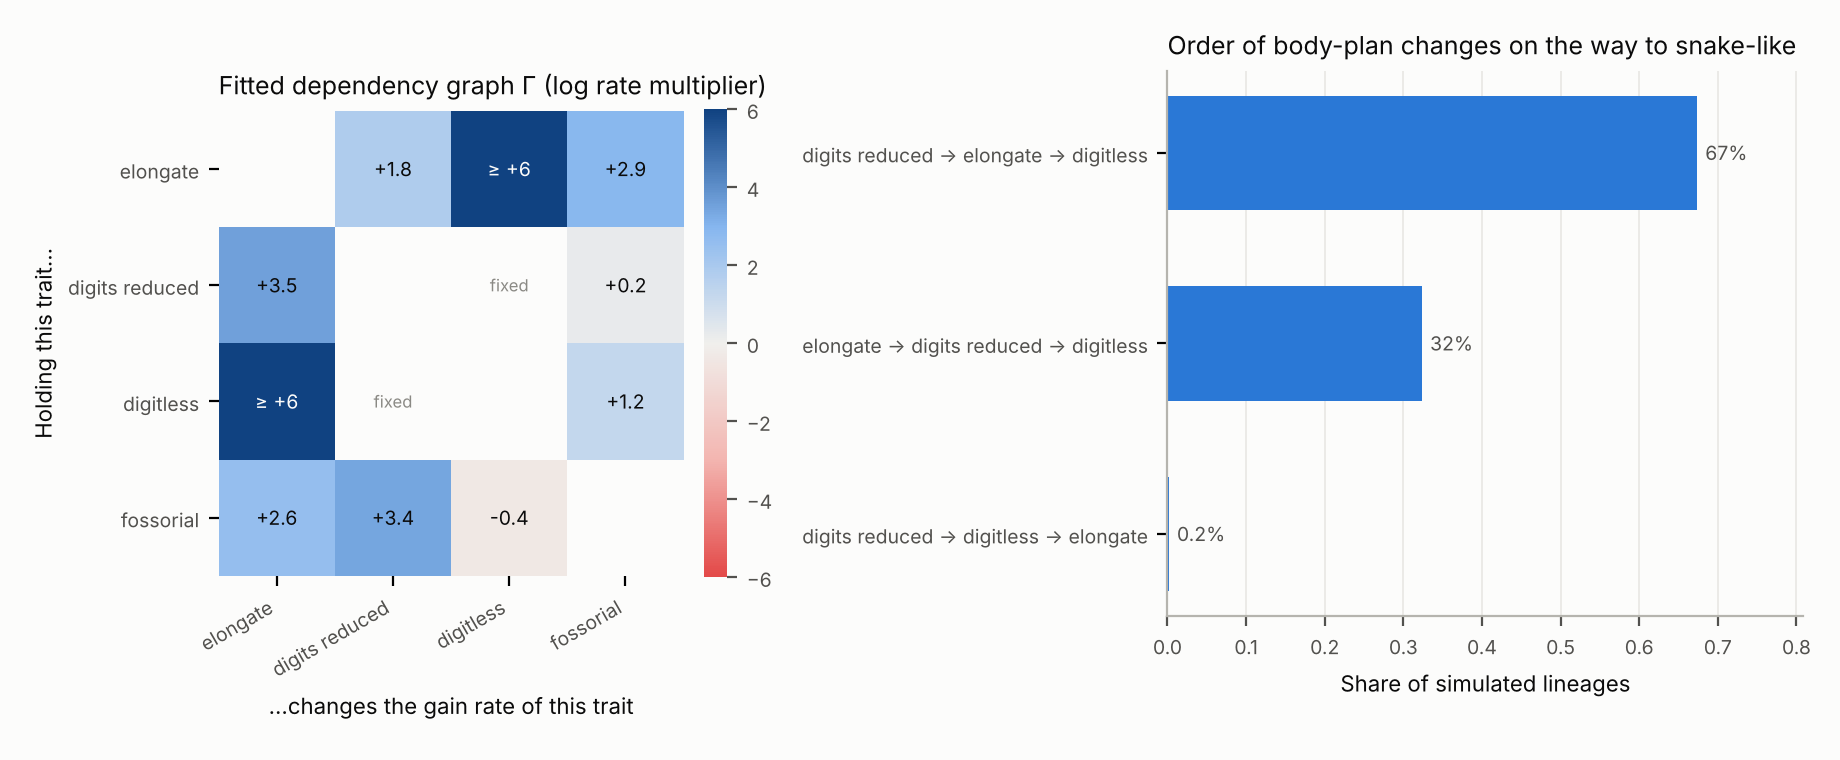 Fitted dependency graph Γ (log rate multiplier)
Holding this trait...
elongate
+1.8
≥ +6
+2.9
digits reduced
+3.5
fixed
+0.2
digitless
≥ +6
fixed
+1.2
fossorial
+2.6
+3.4
-0.4
elongate
digits reduced
digitless
fossorial
...changes the gain rate of this trait
6
4
2
0
−2
−4
−6
Order of body-plan changes on the way to snake-like
digits reduced → elongate → digitless
67%
elongate → digits reduced → digitless
32%
digits reduced → digitless → elongate
0.2%
0.0 0.1 0.2 0.3 0.4 0.5 0.6 0.7 0.8
Share of simulated lineages